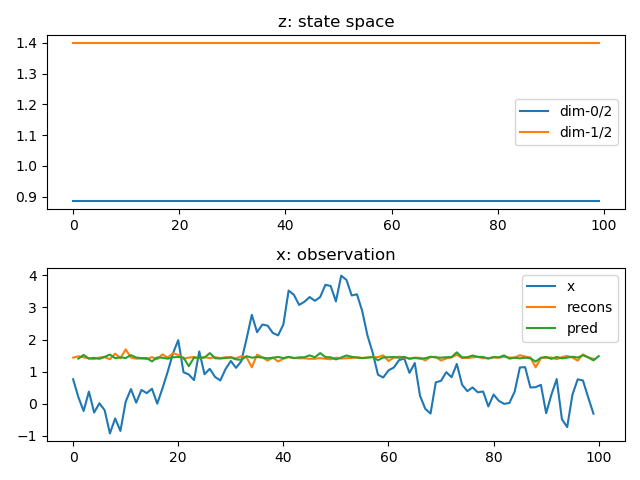 z: state space
1.4
1.3
1.2
1.1
1.0
0.9
dim-0/2
dim-1/2
0 20 40 60 80 100
x: observation
4
3
2
1
0
−1
x
recons
pred
0 20 40 60 80 100